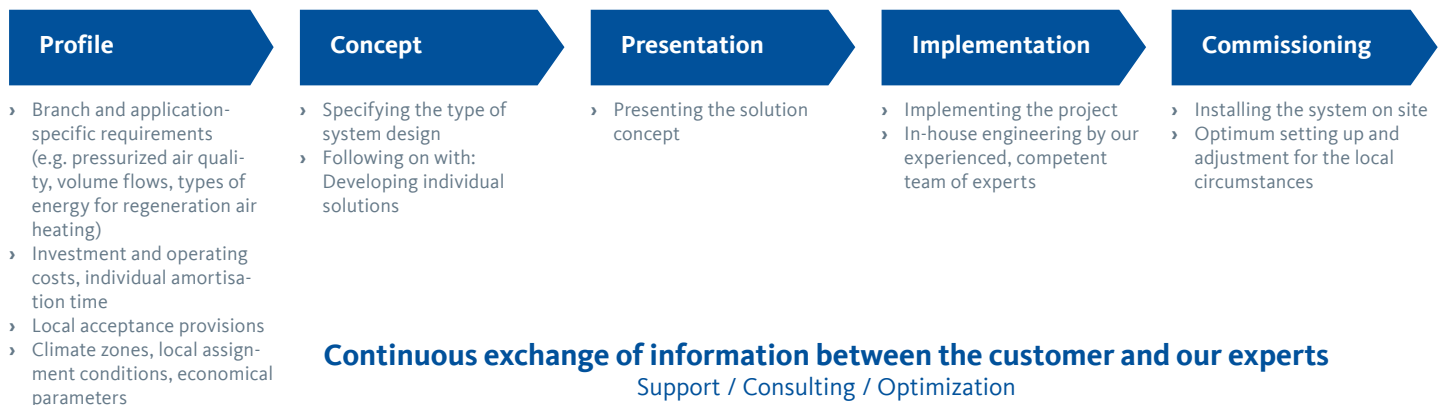 Profile
› Branch and application-
specific requirements
(e.g. pressurized air quali-
ty, volume flows, types of
energy for regeneration air
heating)
› Investment and operating
costs, individual amortisa-
tion time
› Local acceptance provisions
› Climate zones, local assign-
ment conditions, economical
parameters
Concept
› Specifying the type of
system design
› Following on with:
Developing individual
solutions
Presentation
› Presenting the solution
concept
Implementation
› Implementing the project
› In-house engineering by our
experienced, competent
team of experts
Commissioning
› Installing the system on site
› Optimum setting up and
adjustment for the local
circumstances
Continuous exchange of information between the customer and our experts
Support / Consulting / Optimization